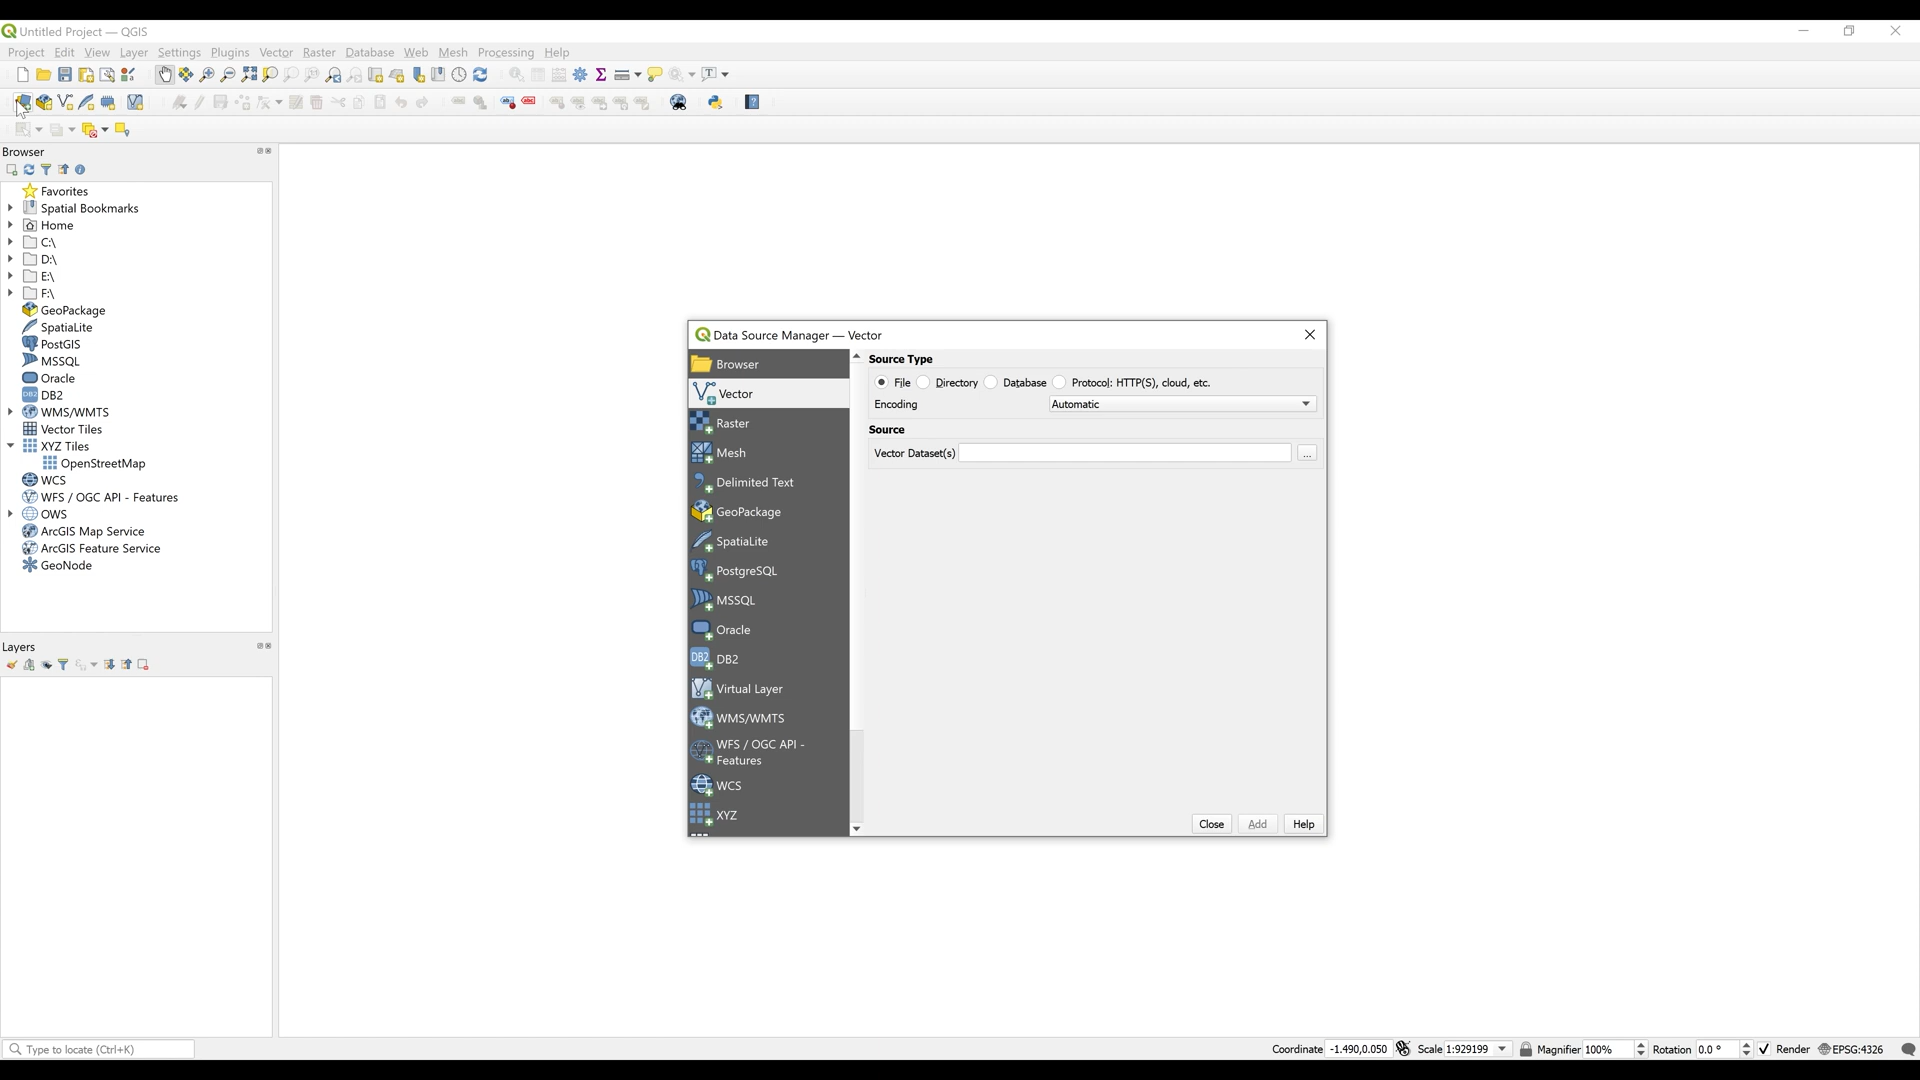 Untitled Project — QGIS
Project Edit View Layer Settings Plugins Vector Raster Database Web Mesh Processing Help
Browser
Favorites
Spatial Bookmarks
Home
C:\
D:\
E:\
F:\
GeoPackage
SpatiaLite
PostGIS
MSSQL
Oracle
DB2
WMS/WMTS
Vector Tiles
XYZ Tiles
OpenStreetMap
WCS
WFS / OGC API - Features
OWS
ArcGIS Map Service
ArcGIS Feature Service
GeoNode
Layers
Data Source Manager — Vector
Browser
Vector
Raster
Mesh
Delimited Text
GeoPackage
SpatiaLite
PostgreSQL
MSSQL
Oracle
DB2
Virtual Layer
WMS/WMTS
WFS / OGC API -
Features
WCS
XYZ
Source Type
File Directory Database Protocol: HTTP(S), cloud, etc.
Encoding Automatic
Source
Vector Dataset(s) ...
Close Add Help
Type to locate (Ctrl+K)
Coordinate -1.490,0.050 Scale 1:929199 Magnifier 100% Rotation 0.0 ° Render EPSG:4326